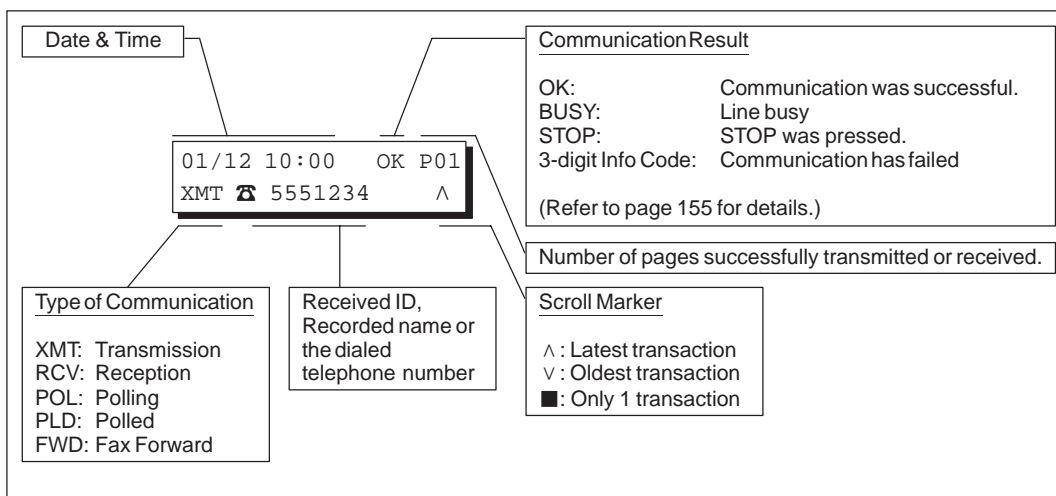 Date & Time
Communication Result
OK: Communication was successful.
BUSY: Line busy
STOP: STOP was pressed.
3-digit Info Code: Communication has failed
(Refer to page 155 for details.)
01/12 10:00 OK P01
XMT ☎ 5551234 ∧
Number of pages successfully transmitted or received.
Type of Communication
XMT: Transmission
RCV: Reception
POL: Polling
PLD: Polled
FWD: Fax Forward
Received ID,
Recorded name or
the dialed
telephone number
Scroll Marker
∧: Latest transaction
∨: Oldest transaction
■: Only 1 transaction